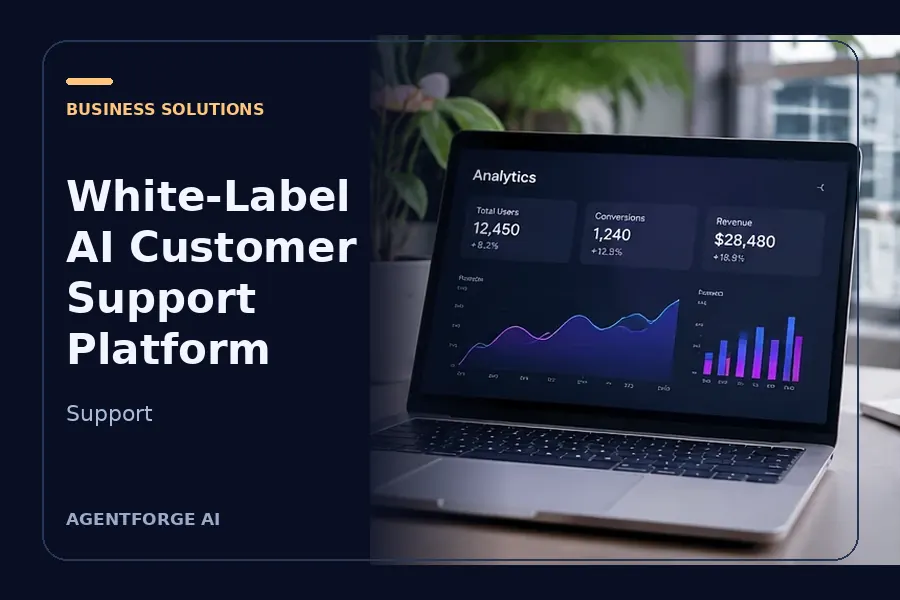 BUSINESS SOLUTIONS
White-Label
AI Customer
Support
Platform
Support
AGENTFORGE AI
Analytics
Total Users
12,450
+8.2%
Conversions
1,240
+12.9%
Revenue
$28,480
+18.9%